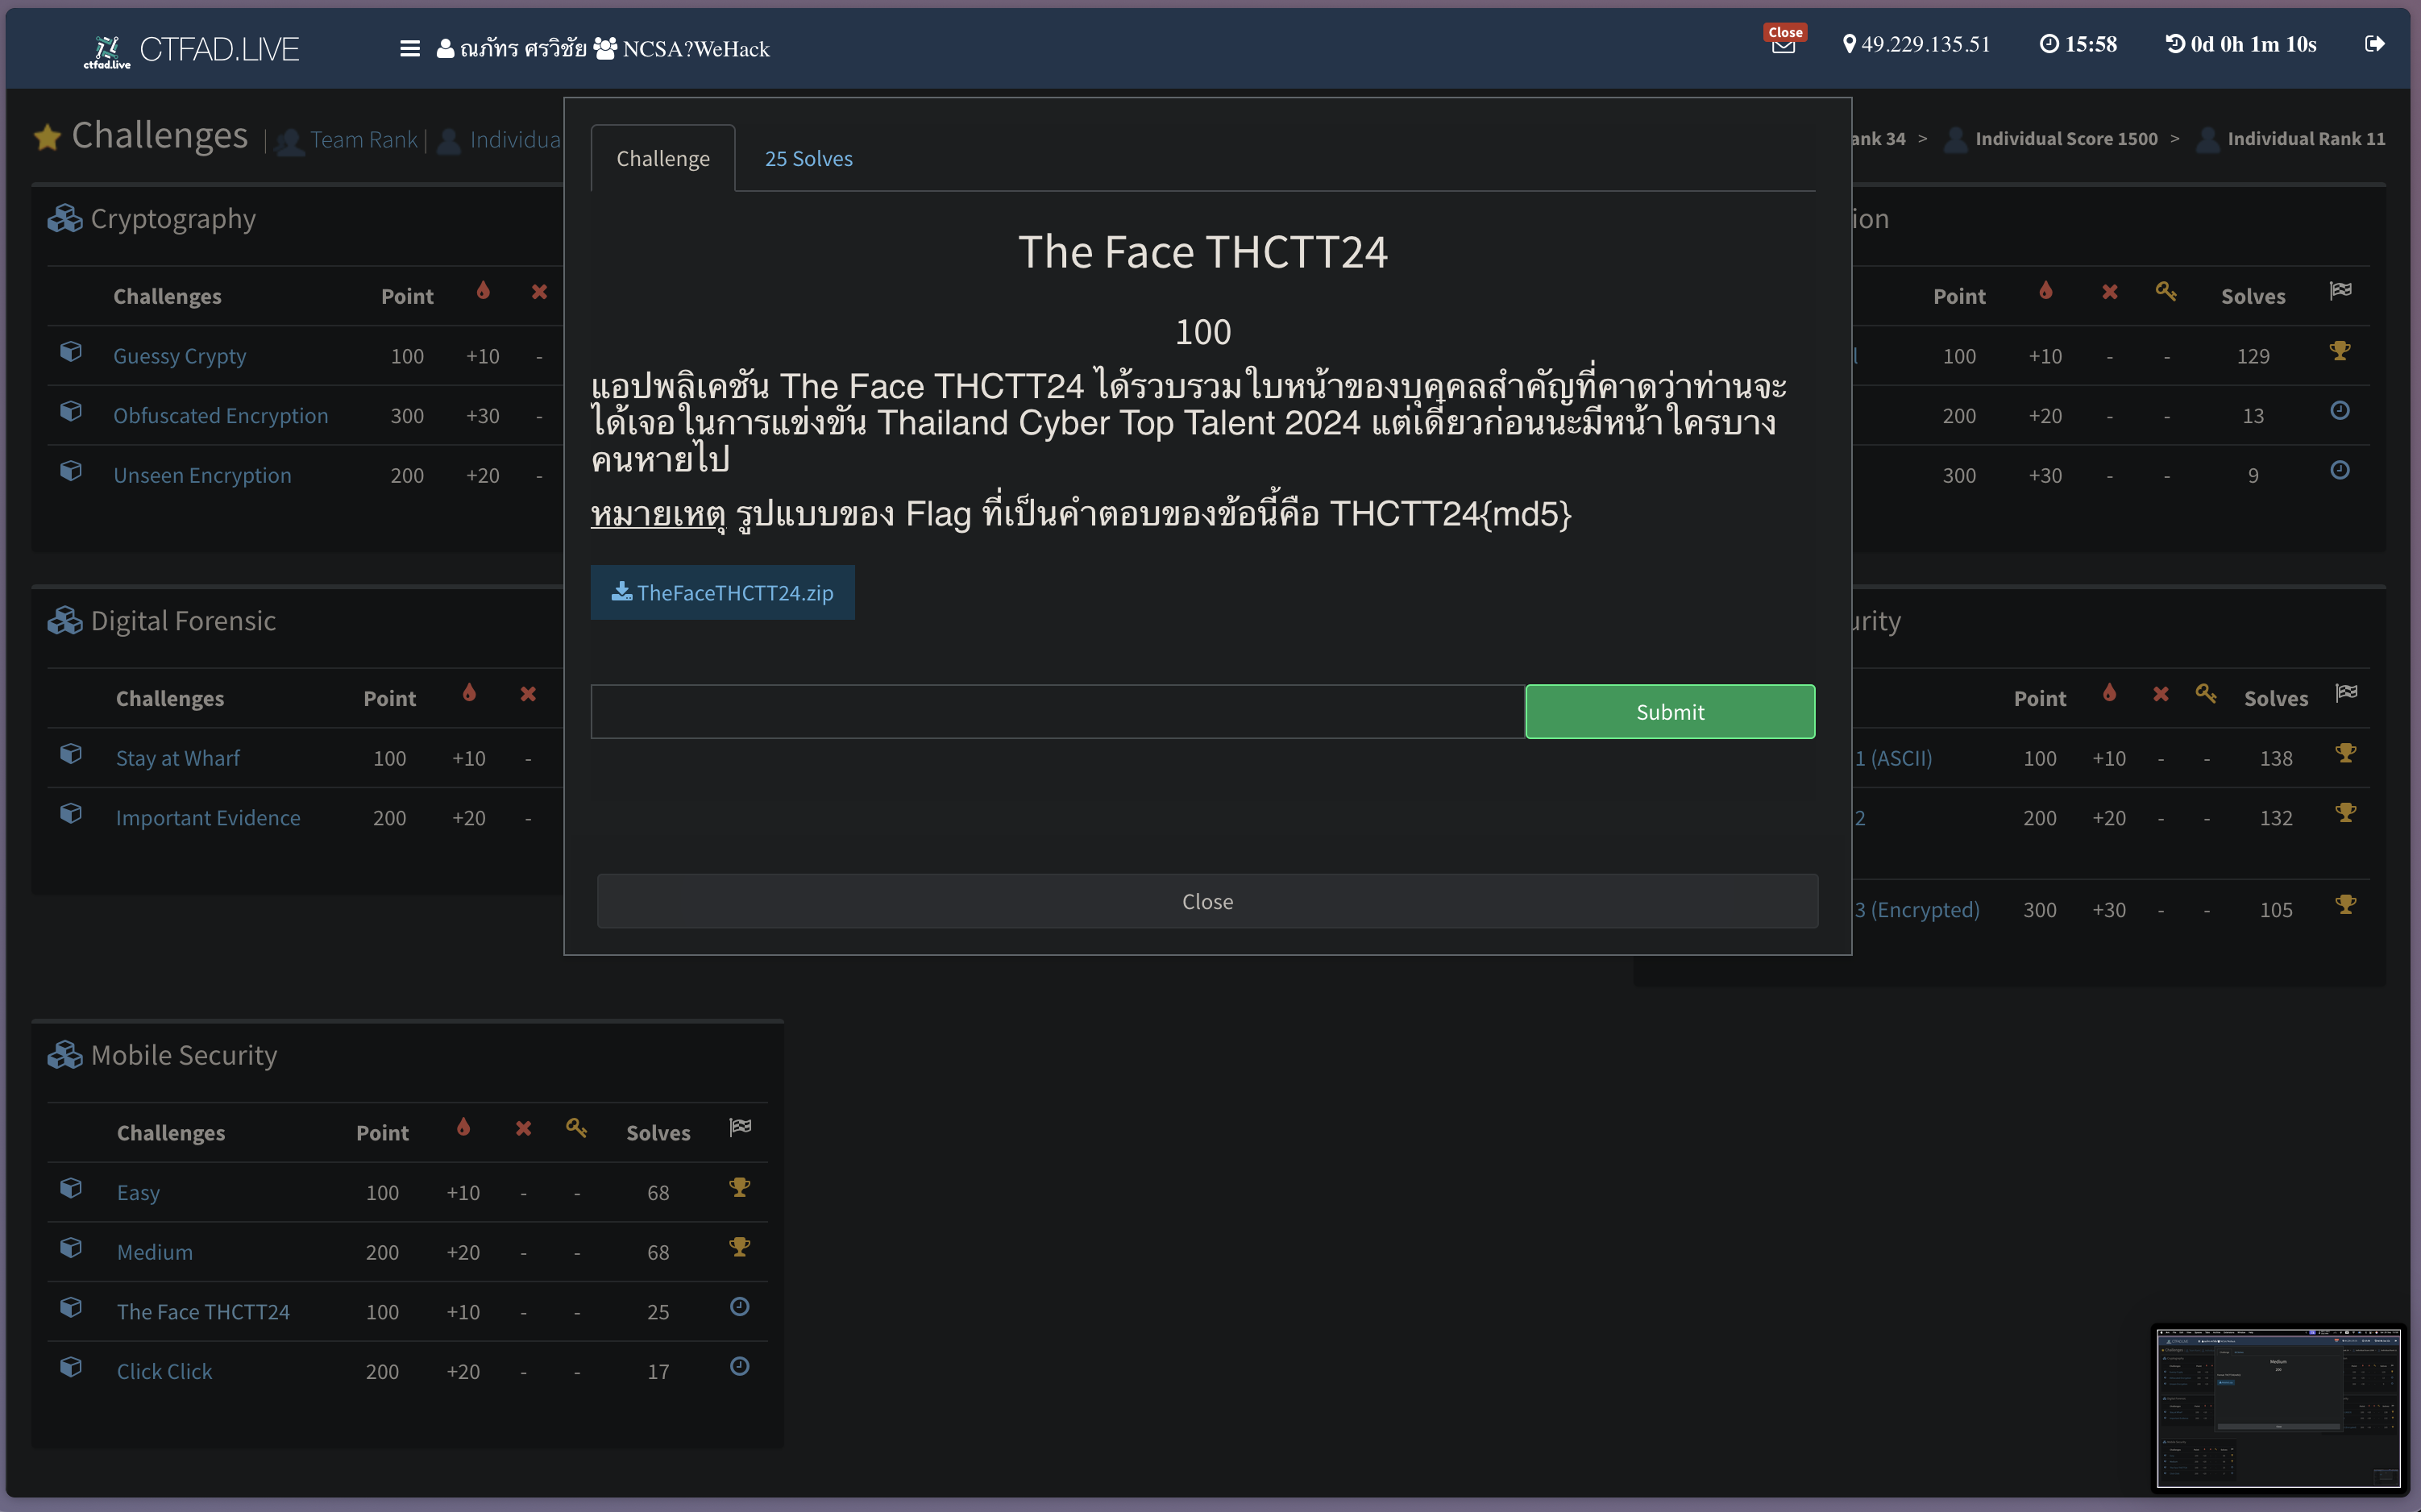 ctfad.live CTFAD.LIVE ณภัทร ศรวิชัย NCSA?WeHack Close 49.229.135.51 15:58 0d 0h 1m 10s
Challenges | Team Rank | Individua
ank 34 > Individual Score 1500 > Individual Rank 11
Challenge 25 Solves
The Face THCTT24
100
แอปพลิเคชัน The Face THCTT24 ได้รวบรวมใบหน้าของบุคคลสำคัญที่คาดว่าท่านจะ
ได้เจอในการแข่งขัน Thailand Cyber Top Talent 2024 แต่เดี๋ยวก่อนนะมีหน้าใครบาง
คนหายไป
หมายเหตุ รูปแบบของ Flag ที่เป็นคำตอบของข้อนี้คือ THCTT24{md5}
TheFaceTHCTT24.zip
Submit
Close
Cryptography
Challenges Point
Guessy Crypty 100 +10 -
Obfuscated Encryption 300 +30 -
Unseen Encryption 200 +20 -
ion
Point Solves
l 100 +10 - - 129
200 +20 - - 13
300 +30 - - 9
Digital Forensic
Challenges Point
Stay at Wharf 100 +10 -
Important Evidence 200 +20 -
urity
Point Solves
1 (ASCII) 100 +10 - - 138
2 200 +20 - - 132
3 (Encrypted) 300 +30 - - 105
Mobile Security
Challenges Point Solves
Easy 100 +10 - - 68
Medium 200 +20 - - 68
The Face THCTT24 100 +10 - - 25
Click Click 200 +20 - - 17
Medium